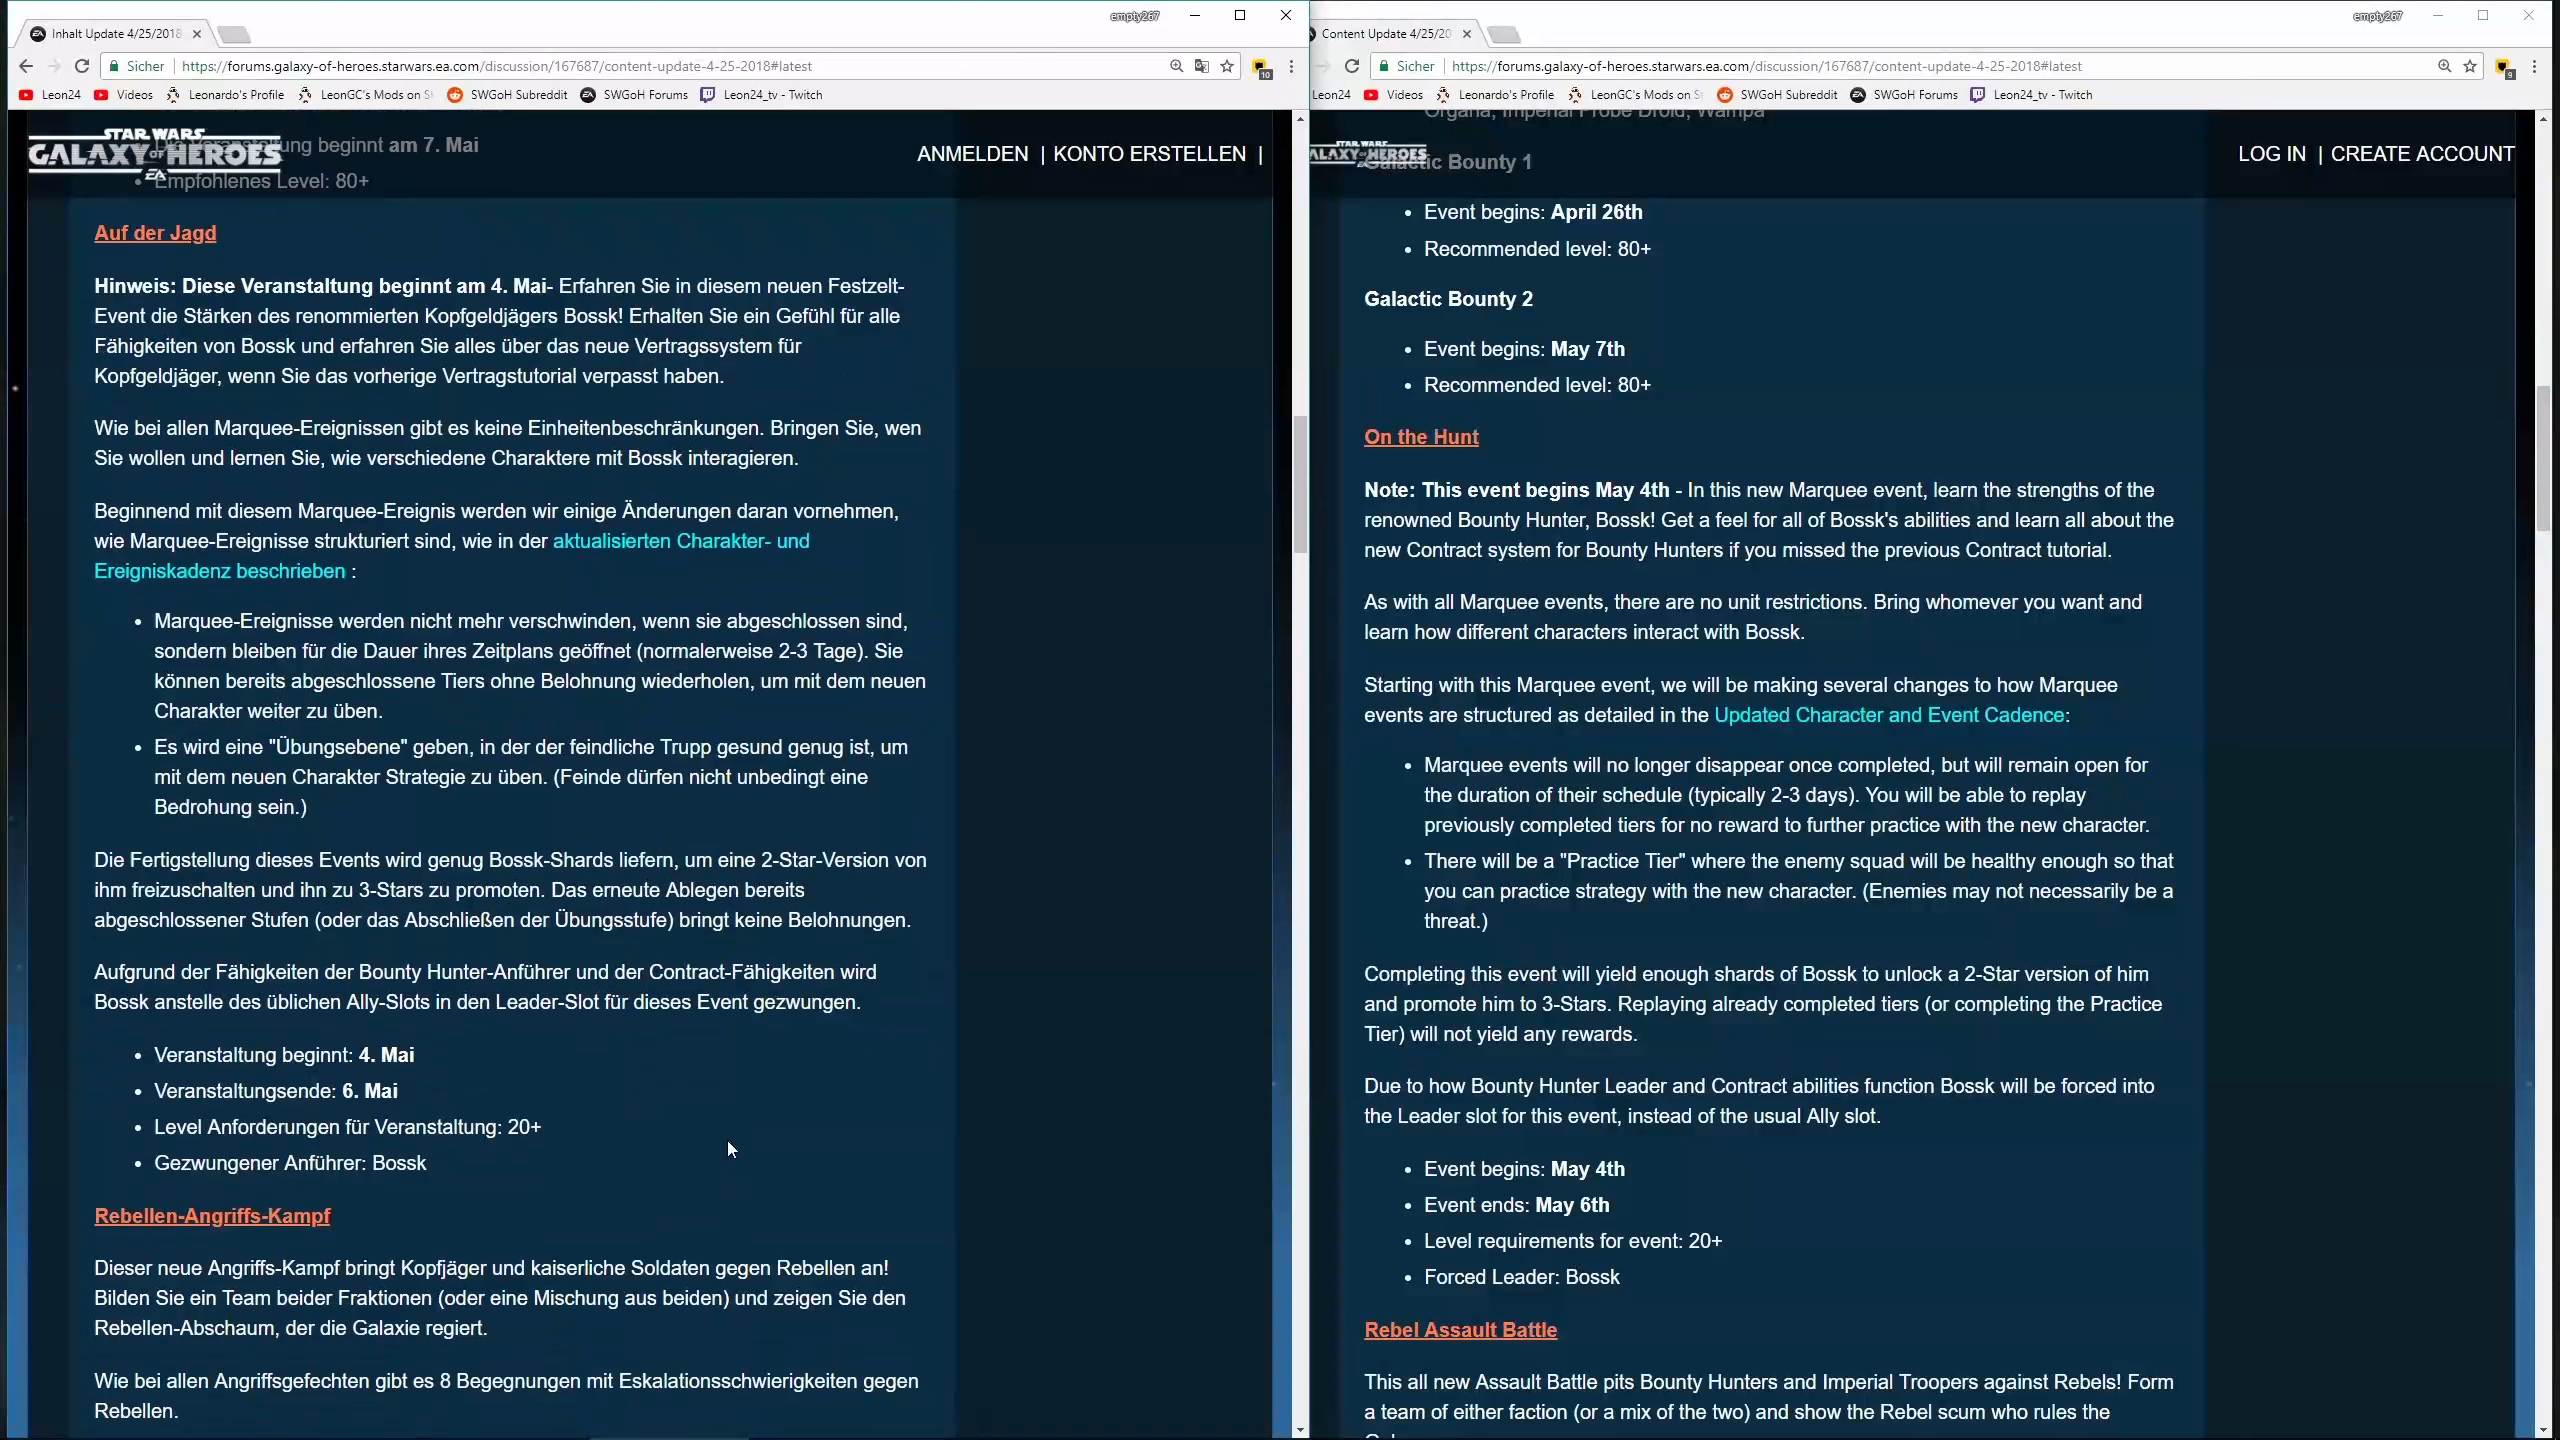 empty267
Inhalt Update 4/25/2018
Sicher | https://forums.galaxy-of-heroes.starwars.ea.com/discussion/167687/content-update-4-25-2018#latest
10
Leon24 Videos Leonardo's Profile LeonGC's Mods on S SWGoH Subreddit SWGoH Forums Leon24_tv - Twitch
STAR WARS
GALAXY OF HEROES
EA
ung beginnt am 7. Mai
Empfohlenes Level: 80+
ANMELDEN | KONTO ERSTELLEN |
Auf der Jagd
Hinweis: Diese Veranstaltung beginnt am 4. Mai- Erfahren Sie in diesem neuen Festzelt-
Event die Stärken des renommierten Kopfgeldjägers Bossk! Erhalten Sie ein Gefühl für alle
Fähigkeiten von Bossk und erfahren Sie alles über das neue Vertragssystem für
Kopfgeldjäger, wenn Sie das vorherige Vertragstutorial verpasst haben.
Wie bei allen Marquee-Ereignissen gibt es keine Einheitenbeschränkungen. Bringen Sie, wen
Sie wollen und lernen Sie, wie verschiedene Charaktere mit Bossk interagieren.
Beginnend mit diesem Marquee-Ereignis werden wir einige Änderungen daran vornehmen,
wie Marquee-Ereignisse strukturiert sind, wie in der aktualisierten Charakter- und
Ereigniskadenz beschrieben :
• Marquee-Ereignisse werden nicht mehr verschwinden, wenn sie abgeschlossen sind,
sondern bleiben für die Dauer ihres Zeitplans geöffnet (normalerweise 2-3 Tage). Sie
können bereits abgeschlossene Tiers ohne Belohnung wiederholen, um mit dem neuen
Charakter weiter zu üben.
• Es wird eine "Übungsebene" geben, in der der feindliche Trupp gesund genug ist, um
mit dem neuen Charakter Strategie zu üben. (Feinde dürfen nicht unbedingt eine
Bedrohung sein.)
Die Fertigstellung dieses Events wird genug Bossk-Shards liefern, um eine 2-Star-Version von
ihm freizuschalten und ihn zu 3-Stars zu promoten. Das erneute Ablegen bereits
abgeschlossener Stufen (oder das Abschließen der Übungsstufe) bringt keine Belohnungen.
Aufgrund der Fähigkeiten der Bounty Hunter-Anführer und der Contract-Fähigkeiten wird
Bossk anstelle des üblichen Ally-Slots in den Leader-Slot für dieses Event gezwungen.
• Veranstaltung beginnt: 4. Mai
• Veranstaltungsende: 6. Mai
• Level Anforderungen für Veranstaltung: 20+
• Gezwungener Anführer: Bossk
Rebellen-Angriffs-Kampf
Dieser neue Angriffs-Kampf bringt Kopfjäger und kaiserliche Soldaten gegen Rebellen an!
Bilden Sie ein Team beider Fraktionen (oder eine Mischung aus beiden) und zeigen Sie den
Rebellen-Abschaum, der die Galaxie regiert.
Wie bei allen Angriffsgefechten gibt es 8 Begegnungen mit Eskalationsschwierigkeiten gegen
Rebellen.
empty267
Content Update 4/25/20
Sicher | https://forums.galaxy-of-heroes.starwars.ea.com/discussion/167687/content-update-4-25-2018#latest
9
Leon24 Videos Leonardo's Profile LeonGC's Mods on S SWGoH Subreddit SWGoH Forums Leon24_tv - Twitch
Organa, Imperial Probe Droid, Wampa
STAR WARS
ALAXY OF HEROES
Galactic Bounty 1
LOG IN | CREATE ACCOUNT
• Event begins: April 26th
• Recommended level: 80+
Galactic Bounty 2
• Event begins: May 7th
• Recommended level: 80+
On the Hunt
Note: This event begins May 4th - In this new Marquee event, learn the strengths of the
renowned Bounty Hunter, Bossk! Get a feel for all of Bossk's abilities and learn all about the
new Contract system for Bounty Hunters if you missed the previous Contract tutorial.
As with all Marquee events, there are no unit restrictions. Bring whomever you want and
learn how different characters interact with Bossk.
Starting with this Marquee event, we will be making several changes to how Marquee
events are structured as detailed in the Updated Character and Event Cadence:
• Marquee events will no longer disappear once completed, but will remain open for
the duration of their schedule (typically 2-3 days). You will be able to replay
previously completed tiers for no reward to further practice with the new character.
• There will be a "Practice Tier" where the enemy squad will be healthy enough so that
you can practice strategy with the new character. (Enemies may not necessarily be a
threat.)
Completing this event will yield enough shards of Bossk to unlock a 2-Star version of him
and promote him to 3-Stars. Replaying already completed tiers (or completing the Practice
Tier) will not yield any rewards.
Due to how Bounty Hunter Leader and Contract abilities function Bossk will be forced into
the Leader slot for this event, instead of the usual Ally slot.
• Event begins: May 4th
• Event ends: May 6th
• Level requirements for event: 20+
• Forced Leader: Bossk
Rebel Assault Battle
This all new Assault Battle pits Bounty Hunters and Imperial Troopers against Rebels! Form
a team of either faction (or a mix of the two) and show the Rebel scum who rules the